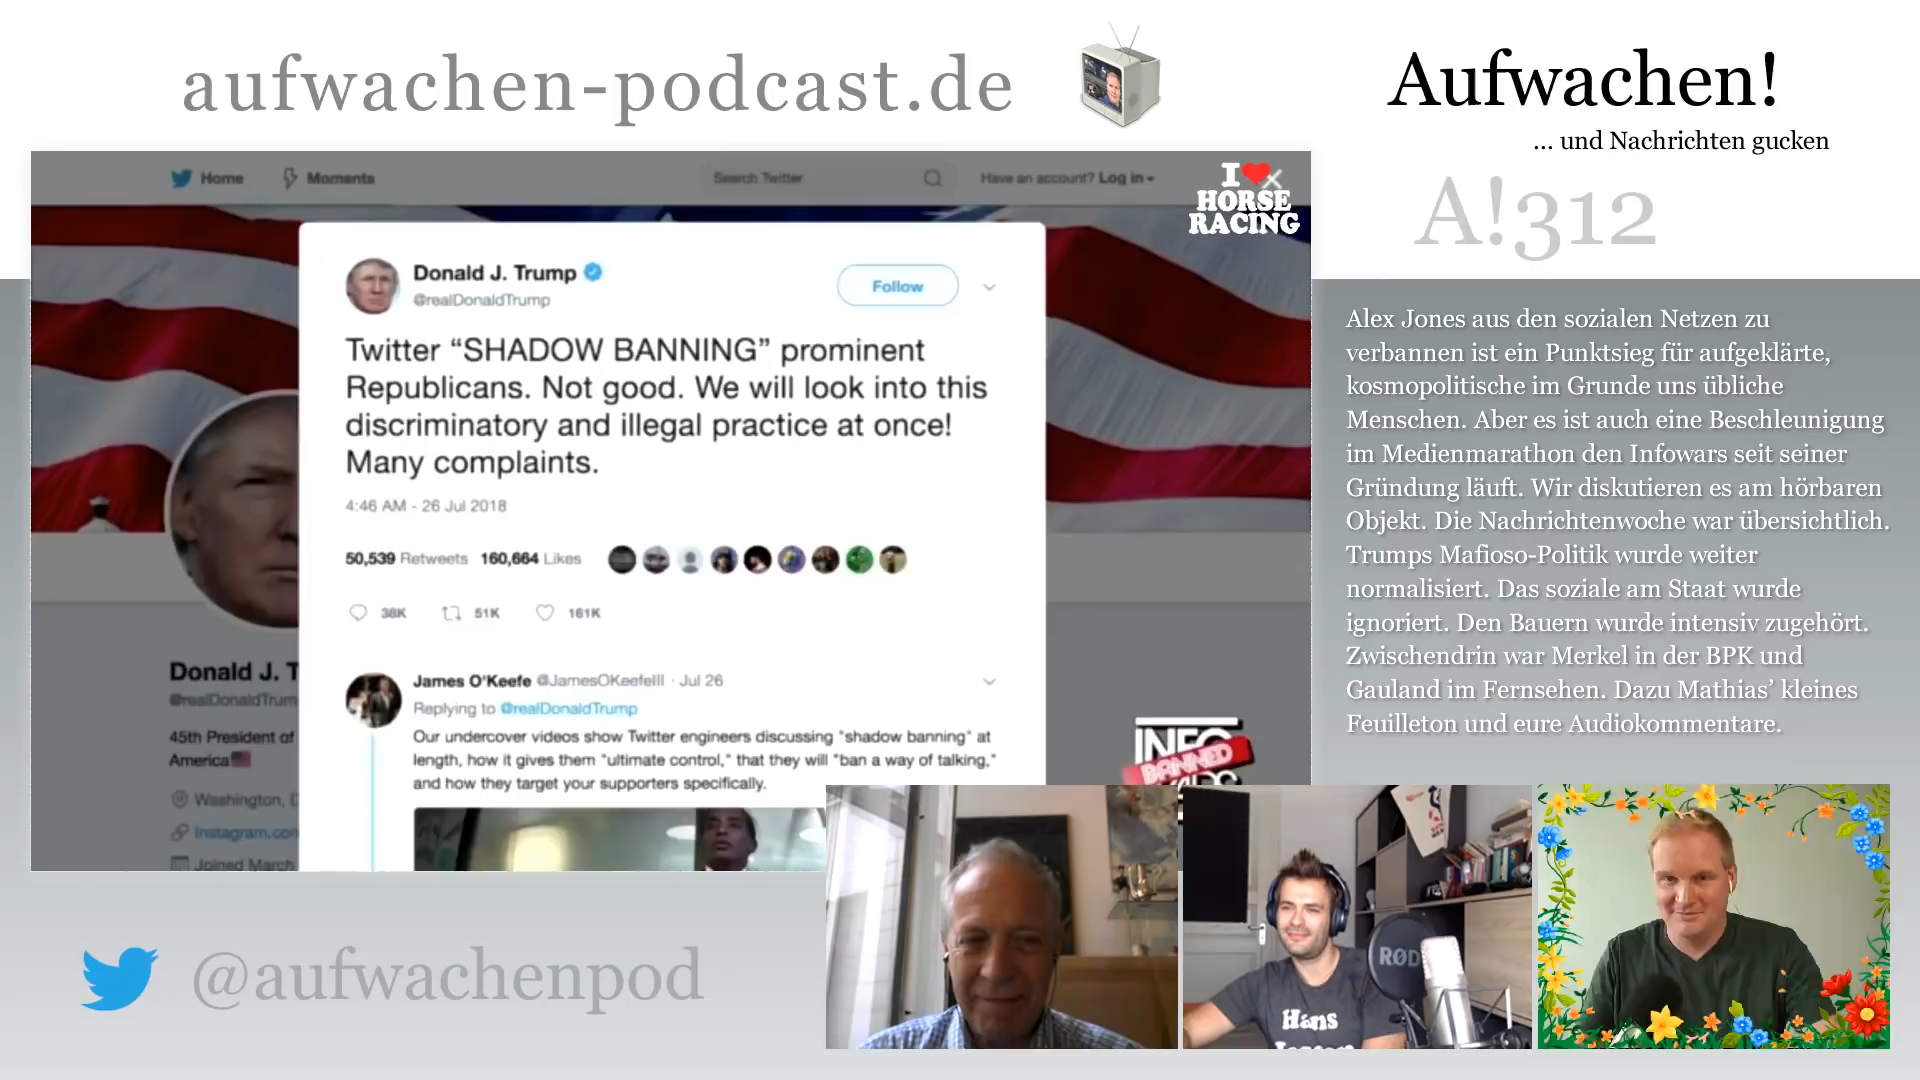 aufwachen-podcast.de
Aufwachen!
... und Nachrichten gucken
A!312
Home
Moments
Search Twitter
Have an account? Log in
I
HORSE
RACING
Donald J. Trump
@realDonaldTrump
Follow
Twitter “SHADOW BANNING” prominent
Republicans. Not good. We will look into this
discriminatory and illegal practice at once!
Many complaints.
4:46 AM - 26 Jul 2018
50,539 Retweets 160,664 Likes
38K 51K 161K
James O'Keefe @JamesOKeefeIII · Jul 26
Replying to @realDonaldTrump
Our undercover videos show Twitter engineers discussing "shadow banning" at
length, how it gives them "ultimate control," that they will "ban a way of talking,"
and how they target your supporters specifically.
Donald J. T
@realDonaldTrum
45th President of
America
Washington, D
Instagram.com
Joined March
INFO
BANNED
Alex Jones aus den sozialen Netzen zu
verbannen ist ein Punktsieg für aufgeklärte,
kosmopolitische im Grunde uns übliche
Menschen. Aber es ist auch eine Beschleunigung
im Medienmarathon den Infowars seit seiner
Gründung läuft. Wir diskutieren es am hörbaren
Objekt. Die Nachrichtenwoche war übersichtlich.
Trumps Mafioso-Politik wurde weiter
normalisiert. Das soziale am Staat wurde
ignoriert. Den Bauern wurde intensiv zugehört.
Zwischendrin war Merkel in der BPK und
Gauland im Fernsehen. Dazu Mathias’ kleines
Feuilleton und eure Audiokommentare.
@aufwachenpod
RØD
Hans